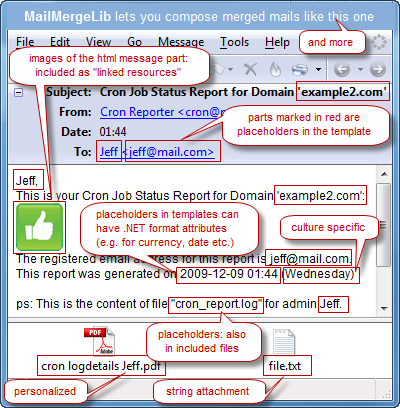 MailMergeLib lets you compose merged mails like this one
and more
images of the html message part:
included as "linked resources"
File Edit View Go Message Tools Help
Subject: Cron Job Status Report for Domain 'example2.com'
From: Cron Reporter <cron@
Date: 01:44
To: Jeff <jeff@mail.com>
parts marked in red are
placeholders in the template
Jeff,
This is your Cron Job Status Report for Domain 'example2.com':
placeholders in templates can
have .NET format attributes
(e.g. for currency, date etc.)
culture specific
The registered email address for this report is jeff@mail.com.
This report was generated on 2009-12-09 01:44 (Wednesday)
ps: This is the content of file "cron_report.log" for admin Jeff.
placeholders: also
in included files
PDF
Adobe
cron logdetails Jeff.pdf
file.txt
personalized
string attachment